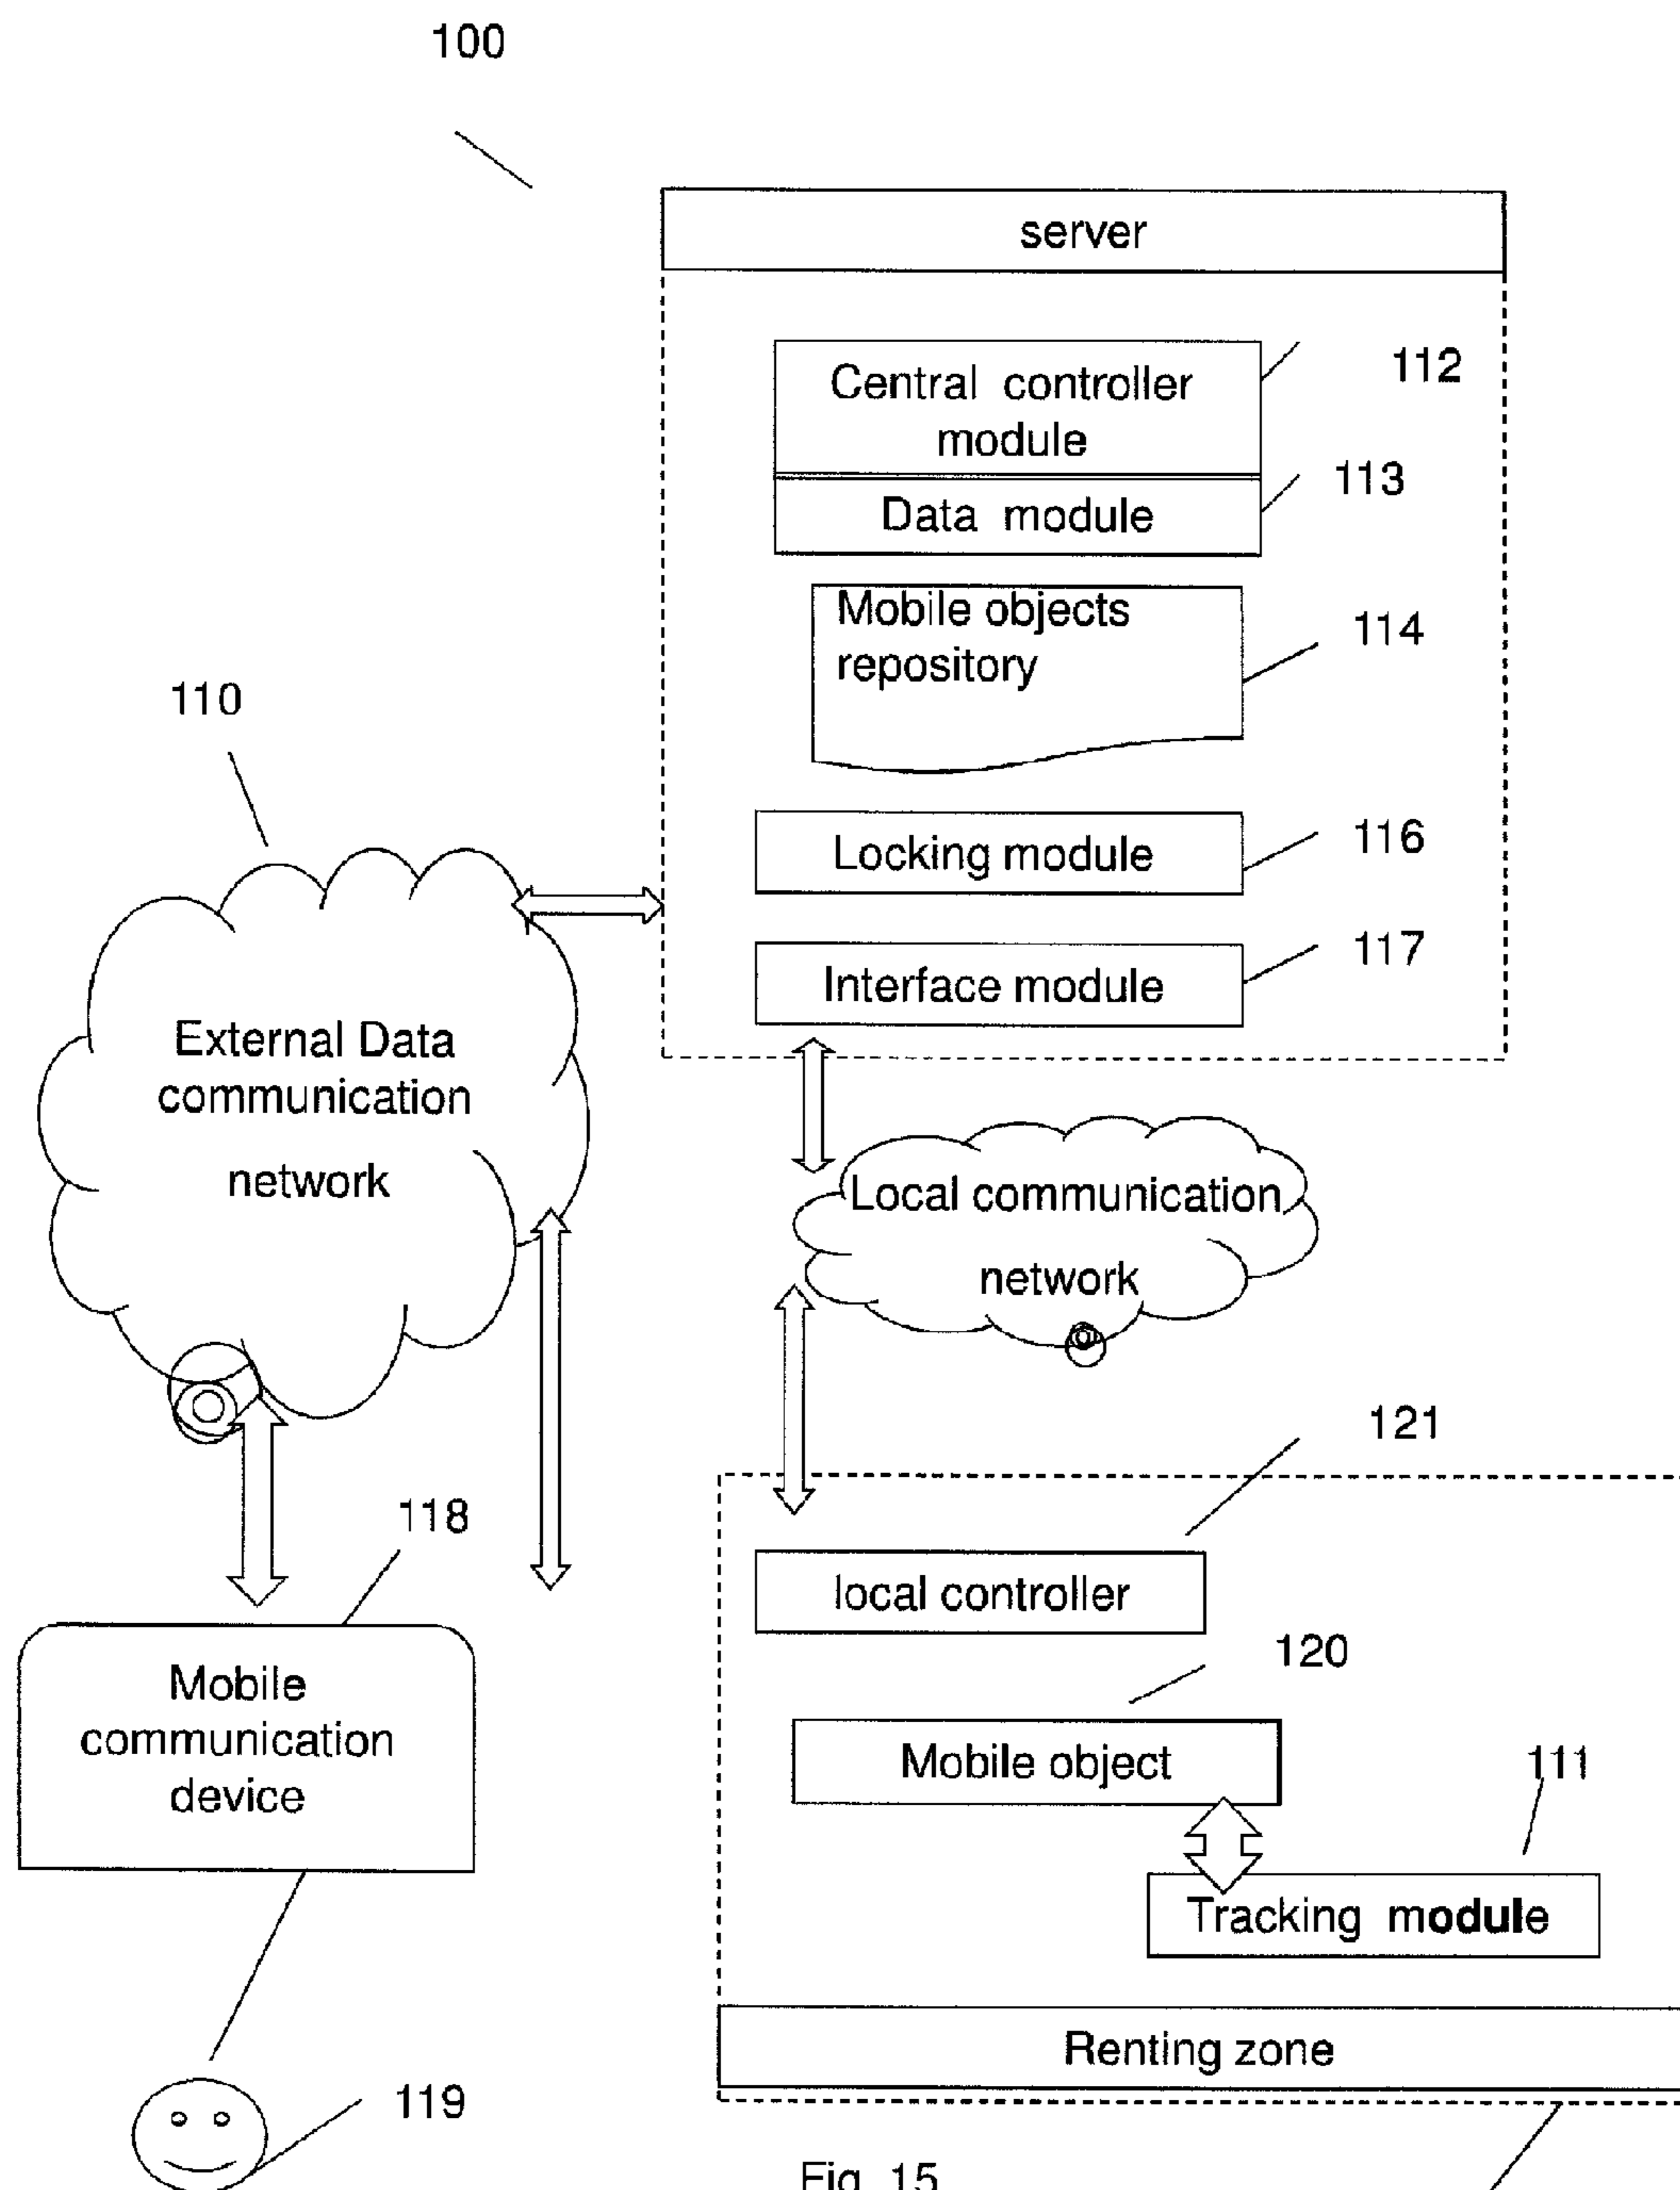 100
server
Central controller
module
112
Data module
113
Mobile objects
repository
114
110
Locking module
116
Interface module
117
External Data
communication
network
Local communication
network
121
118
local controller
120
Mobile
communication
device
Mobile object
111
Tracking module
Renting zone
119
Fig. 15